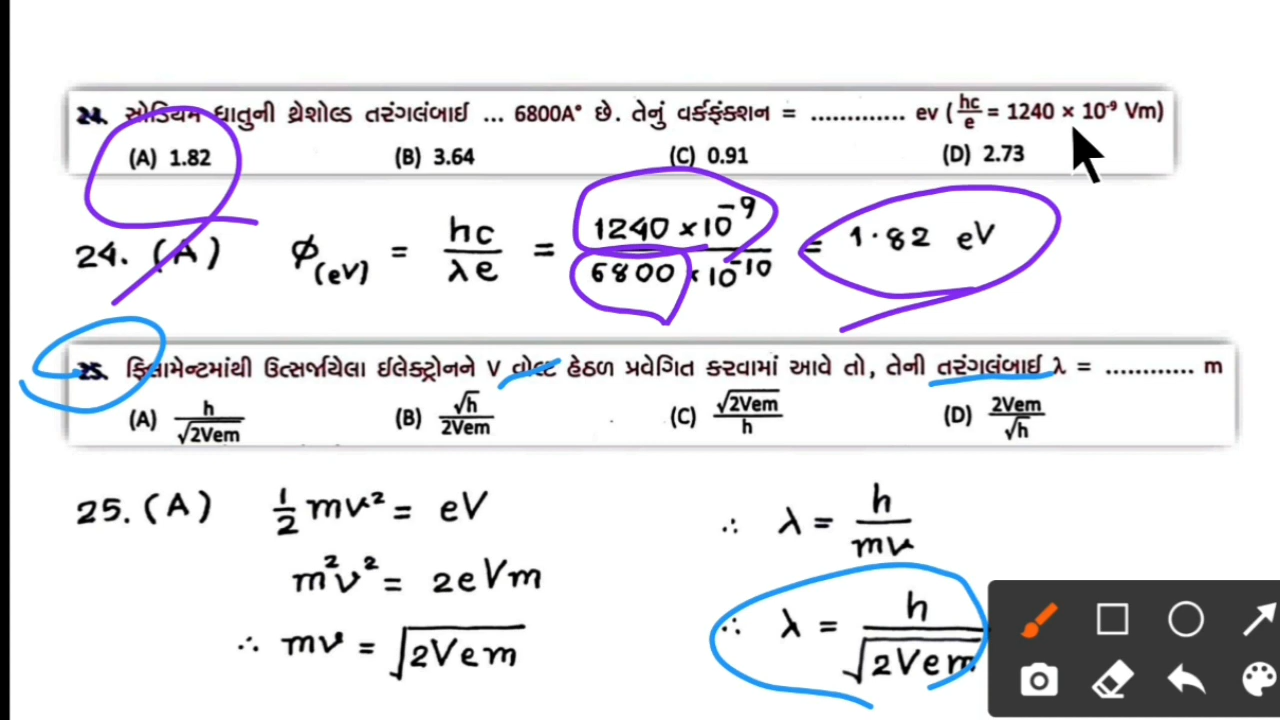 24. સોડિયમ ધાતુની થ્રેશોલ્ડ તરંગલંબાઈ ... 6800A° છે. તેનું વર્કફંક્શન = ............. ev ( hc/e = 1240 × 10⁻⁹ Vm)
(A) 1.82 (B) 3.64 (C) 0.91 (D) 2.73
24. (A) ϕ(eV) = hc/λe = 1240 × 10⁻⁹ / 6800 × 10⁻¹⁰ = 1.82 eV
25. ફિલામેન્ટમાંથી ઉત્સર્જાયેલા ઈલેક્ટ્રોનને V વોલ્ટ હેઠળ પ્રવેગિત કરવામાં આવે તો, તેની તરંગલંબાઈ λ = ............ m
(A) h/√2Vem (B) √h/2Vem (C) √2Vem/h (D) 2Vem/√h
25. (A) 1/2 mv² = eV
m²v² = 2eVm
∴ mv = √2Vem
∴ λ = h/mv
∴ λ = h/√2Vem